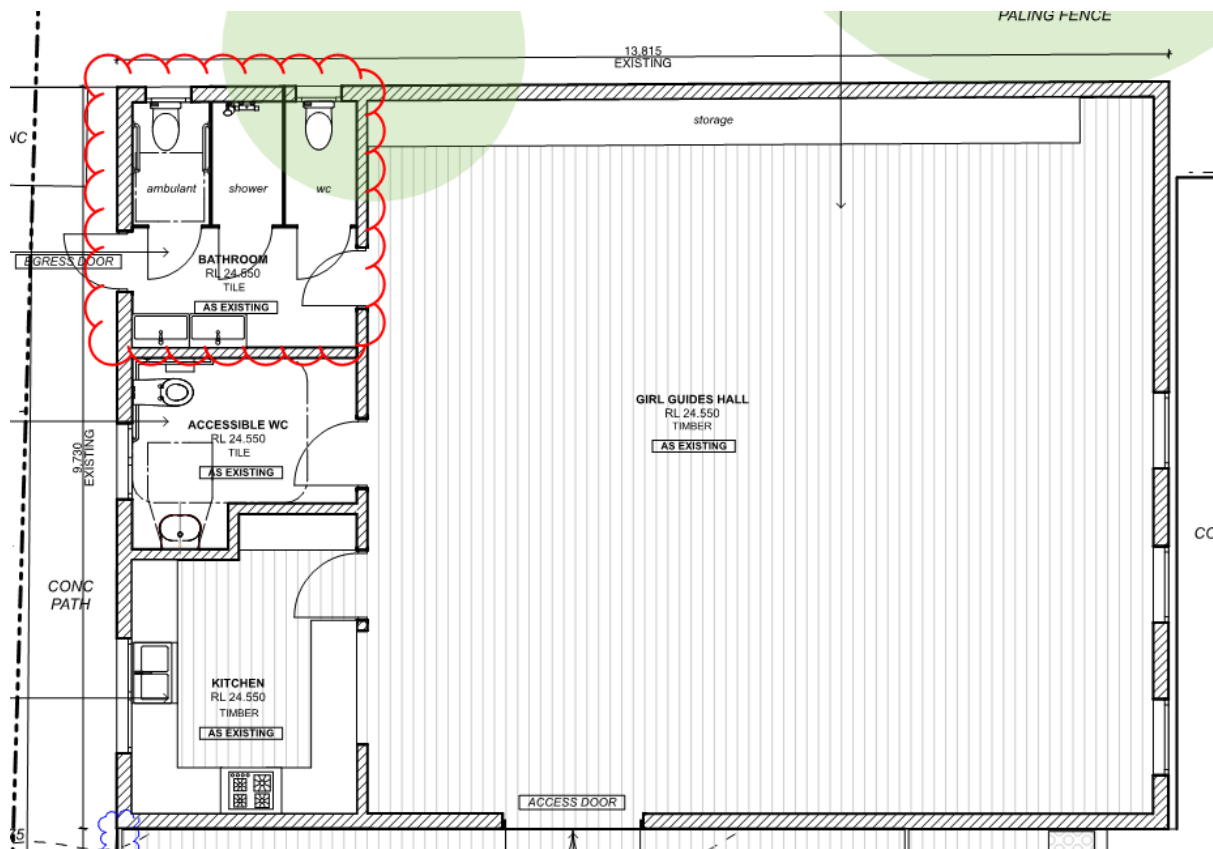 PALING FENCE
13.815
EXISTING
storage
NC
ambulant
shower
wc
EGRESS DOOR
BATHROOM
RL 24.550
TILE
AS EXISTING
GIRL GUIDES HALL
RL 24.550
TIMBER
AS EXISTING
ACCESSIBLE WC
RL 24.550
TILE
AS EXISTING
9.730
EXISTING
CONC
PATH
CO
KITCHEN
RL 24.550
TIMBER
AS EXISTING
ACCESS DOOR